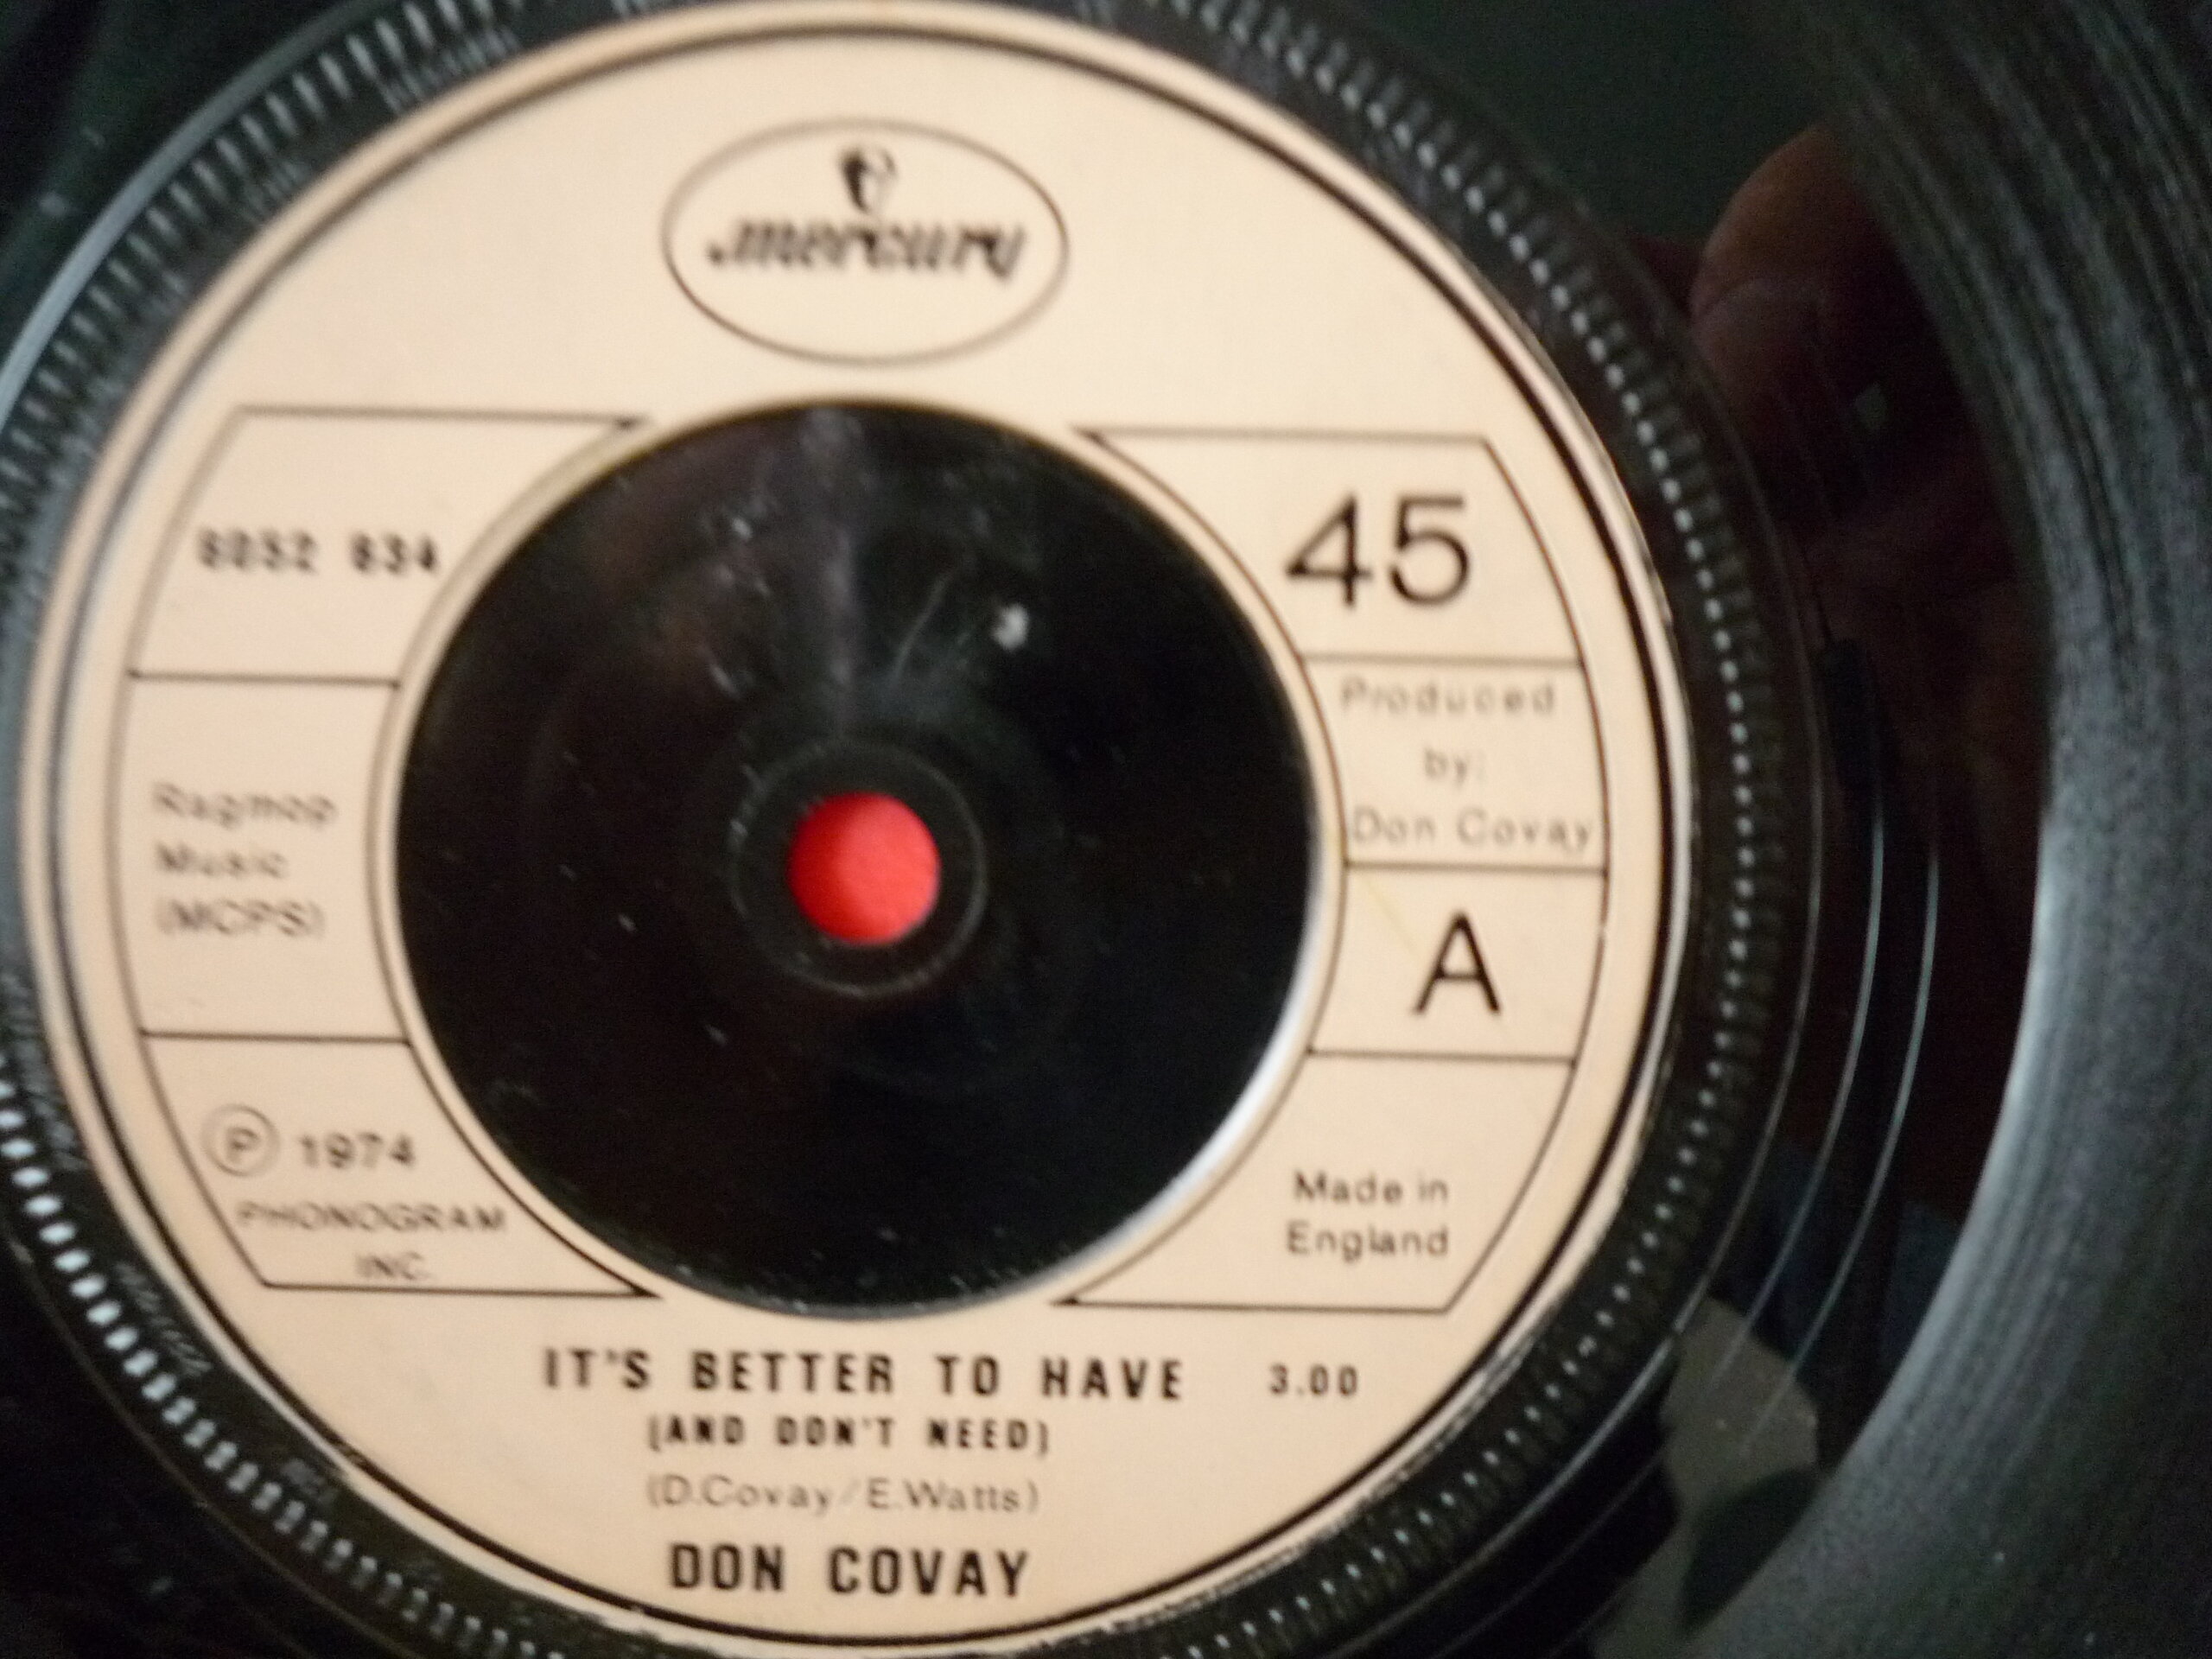 mercury
6052 634
45
Produced
by:
Don Covay
Ragmop
Music
(MCPS)
A
Ⓟ 1974
PHONOGRAM
INC.
Made in
England
IT'S BETTER TO HAVE 3.00
(AND DON'T NEED)
(D.Covay/E.Watts)
DON COVAY